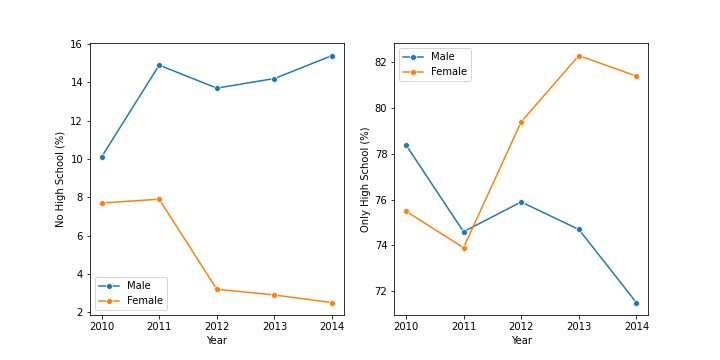 No High School (%)
16
14
12
10
8
6
4
2
Male
Female
2010 2011 2012 2013 2014
Year
Only High School (%)
82
80
78
76
74
72
Male
Female
2010 2011 2012 2013 2014
Year